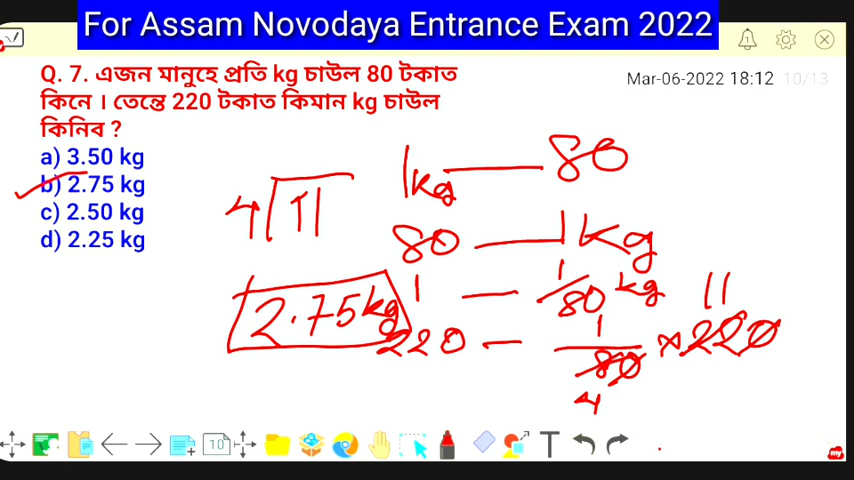 For Assam Novodaya Entrance Exam 2022
Mar-06-2022 18:12 10/13
Q. 7. এজন মানুহে প্ৰতি kg চাউল 80 টকাত
কিনে । তেন্তে 220 টকাত কিমান kg চাউল
কিনিব ?
a) 3.50 kg
b) 2.75 kg
c) 2.50 kg
d) 2.25 kg
1kg — 80
80 — 1kg
1 — 1/80 kg
220 — 1/80 × 220
11
4
4 11
2.75kg
10